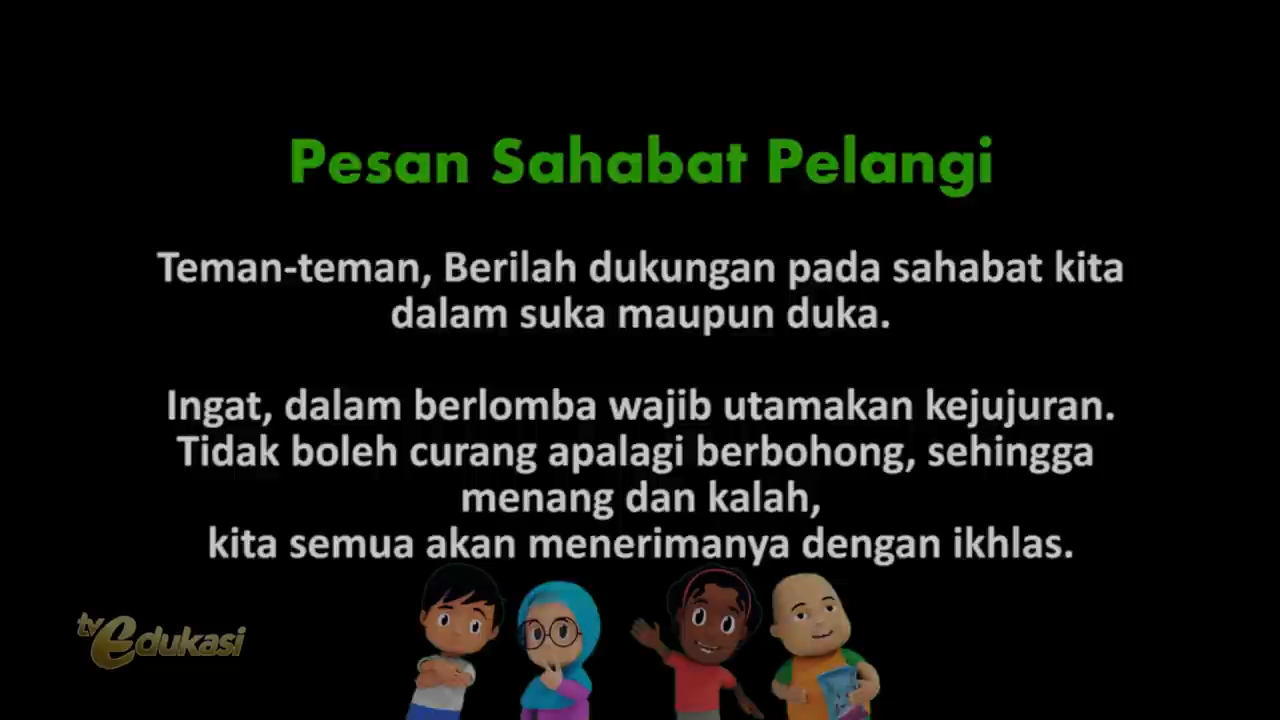 Pesan Sahabat Pelangi
Teman-teman, Berilah dukungan pada sahabat kita
dalam suka maupun duka.
Ingat, dalam berlomba wajib utamakan kejujuran.
Tidak boleh curang apalagi berbohong, sehingga
menang dan kalah,
kita semua akan menerimanya dengan ikhlas.
tv edukasi